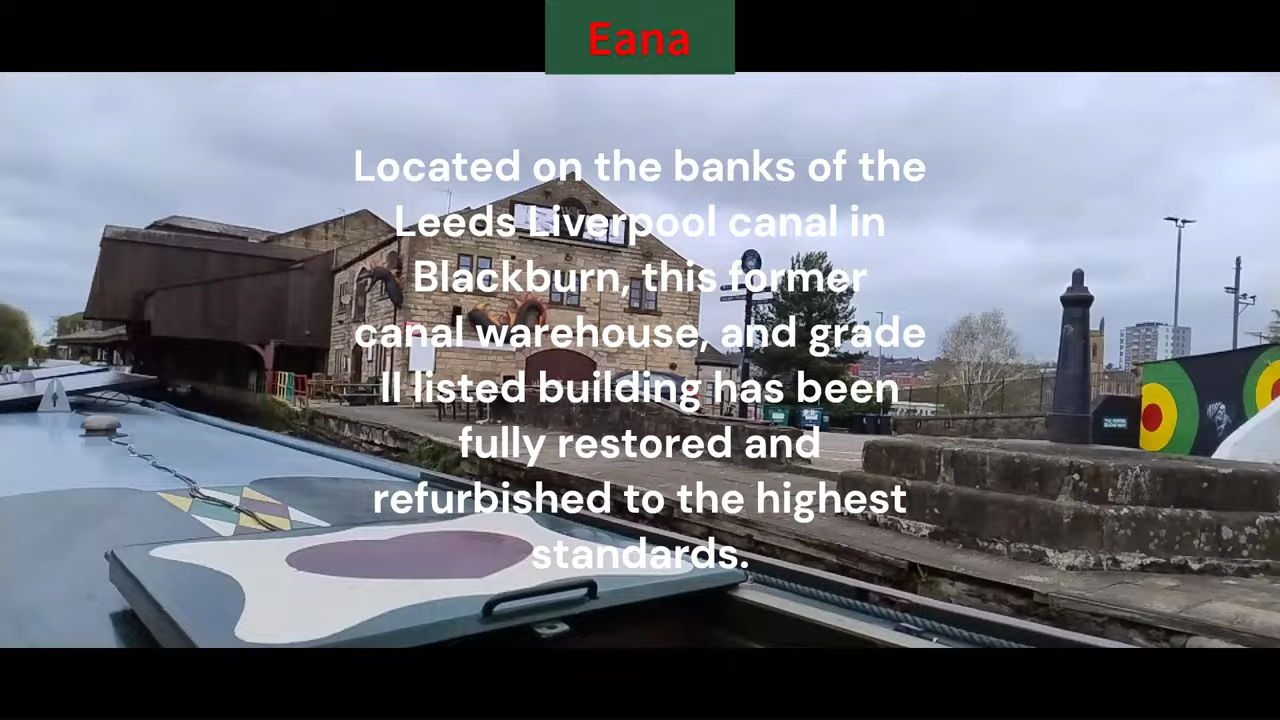 Eana
Located on the banks of the
Leeds Liverpool canal in
Blackburn, this former
canal warehouse, and grade
ll listed building has been
fully restored and
refurbished to the highest
standards.